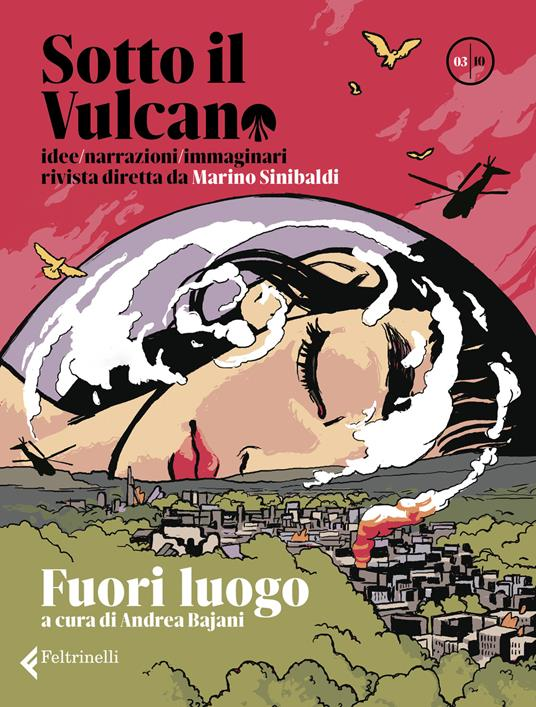 Sotto il
Vulcano
03|10
idee/narrazioni/immaginari
rivista diretta da Marino Sinibaldi
Fuori luogo
a cura di Andrea Bajani
Feltrinelli